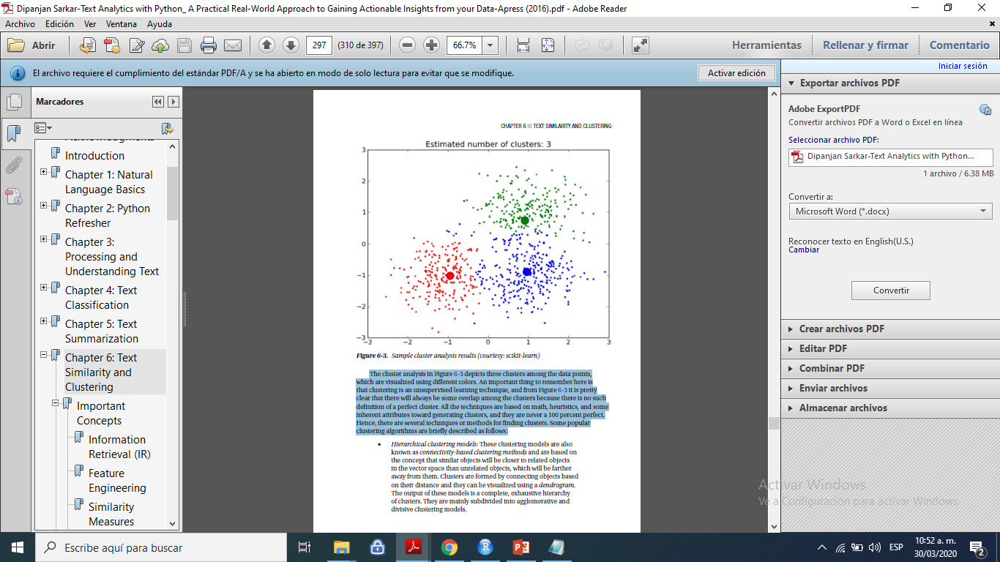 Dipanjan Sarkar-Text Analytics with Python_ A Practical Real-World Approach to Gaining Actionable Insights from your Data-Apress (2016).pdf - Adobe Reader
Archivo Edición Ver Ventana Ayuda
Abrir 297 (310 de 397) 66.7% Herramientas Rellenar y firmar Comentario
El archivo requiere el cumplimiento del estándar PDF/A y se ha abierto en modo de solo lectura para evitar que se modifique. Activar edición
Marcadores
Introduction
Chapter 1: Natural
Language Basics
Chapter 2: Python
Refresher
Chapter 3:
Processing and
Understanding Text
Chapter 4: Text
Classification
Chapter 5: Text
Summarization
Chapter 6: Text
Similarity and
Clustering
Important
Concepts
Information
Retrieval (IR)
Feature
Engineering
Similarity
Measures
CHAPTER 6 ■ TEXT SIMILARITY AND CLUSTERING
Estimated number of clusters: 3
3
2
1
0
−1
−2
−3
−3 −2 −1 0 1 2 3
Figure 6-3. Sample cluster analysis results (courtesy: scikit-learn)
The cluster analysis in Figure 6-3 depicts three clusters among the data points,
which are visualized using different colors. An important thing to remember here is
that clustering is an unsupervised learning technique, and from Figure 6-3 it is pretty
clear that there will always be some overlap among the clusters because there is no such
definition of a perfect cluster. All the techniques are based on math, heuristics, and some
inherent attributes toward generating clusters, and they are never a 100 percent perfect.
Hence, there are several techniques or methods for finding clusters. Some popular
clustering algorithms are briefly described as follows:
• Hierarchical clustering models: These clustering models are also
known as connectivity-based clustering methods and are based on
the concept that similar objects will be closer to related objects
in the vector space than unrelated objects, which will be farther
away from them. Clusters are formed by connecting objects based
on their distance and they can be visualized using a dendrogram.
The output of these models is a complete, exhaustive hierarchy
of clusters. They are mainly subdivided into agglomerative and
divisive clustering models.
Iniciar sesión
Exportar archivos PDF
Adobe ExportPDF
Convertir archivos PDF a Word o Excel en línea
Seleccionar archivo PDF:
Dipanjan Sarkar-Text Analytics with Python...
1 archivo / 6.38 MB
Convertir a:
Microsoft Word (*.docx)
Reconocer texto en English(U.S.)
Cambiar
Convertir
Crear archivos PDF
Editar PDF
Combinar PDF
Enviar archivos
Almacenar archivos
Activar Windows
Ve a Configuración para activar Windows.
Escribe aquí para buscar
ESP
10:52 a. m.
30/03/2020
2